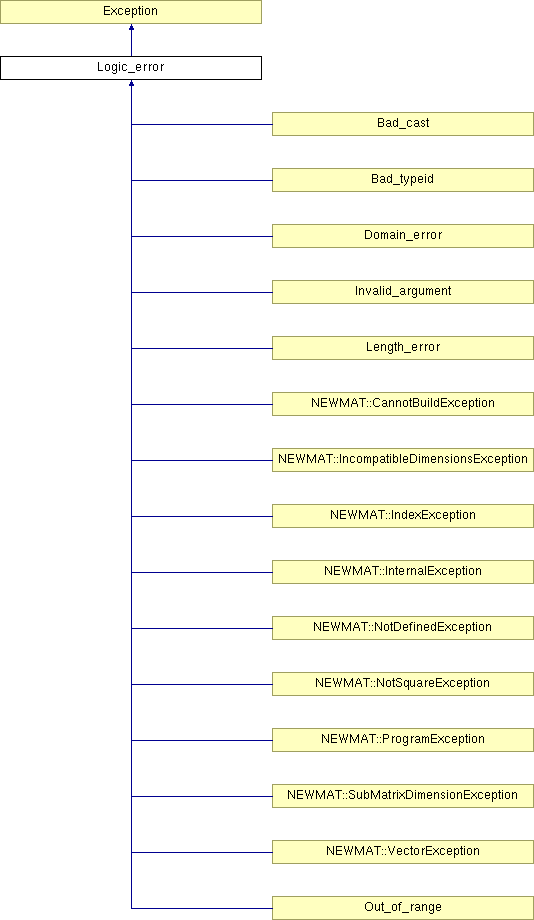 Exception
Logic_error
Bad_cast
Bad_typeid
Domain_error
Invalid_argument
Length_error
NEWMAT::CannotBuildException
NEWMAT::IncompatibleDimensionsException
NEWMAT::IndexException
NEWMAT::InternalException
NEWMAT::NotDefinedException
NEWMAT::NotSquareException
NEWMAT::ProgramException
NEWMAT::SubMatrixDimensionException
NEWMAT::VectorException
Out_of_range